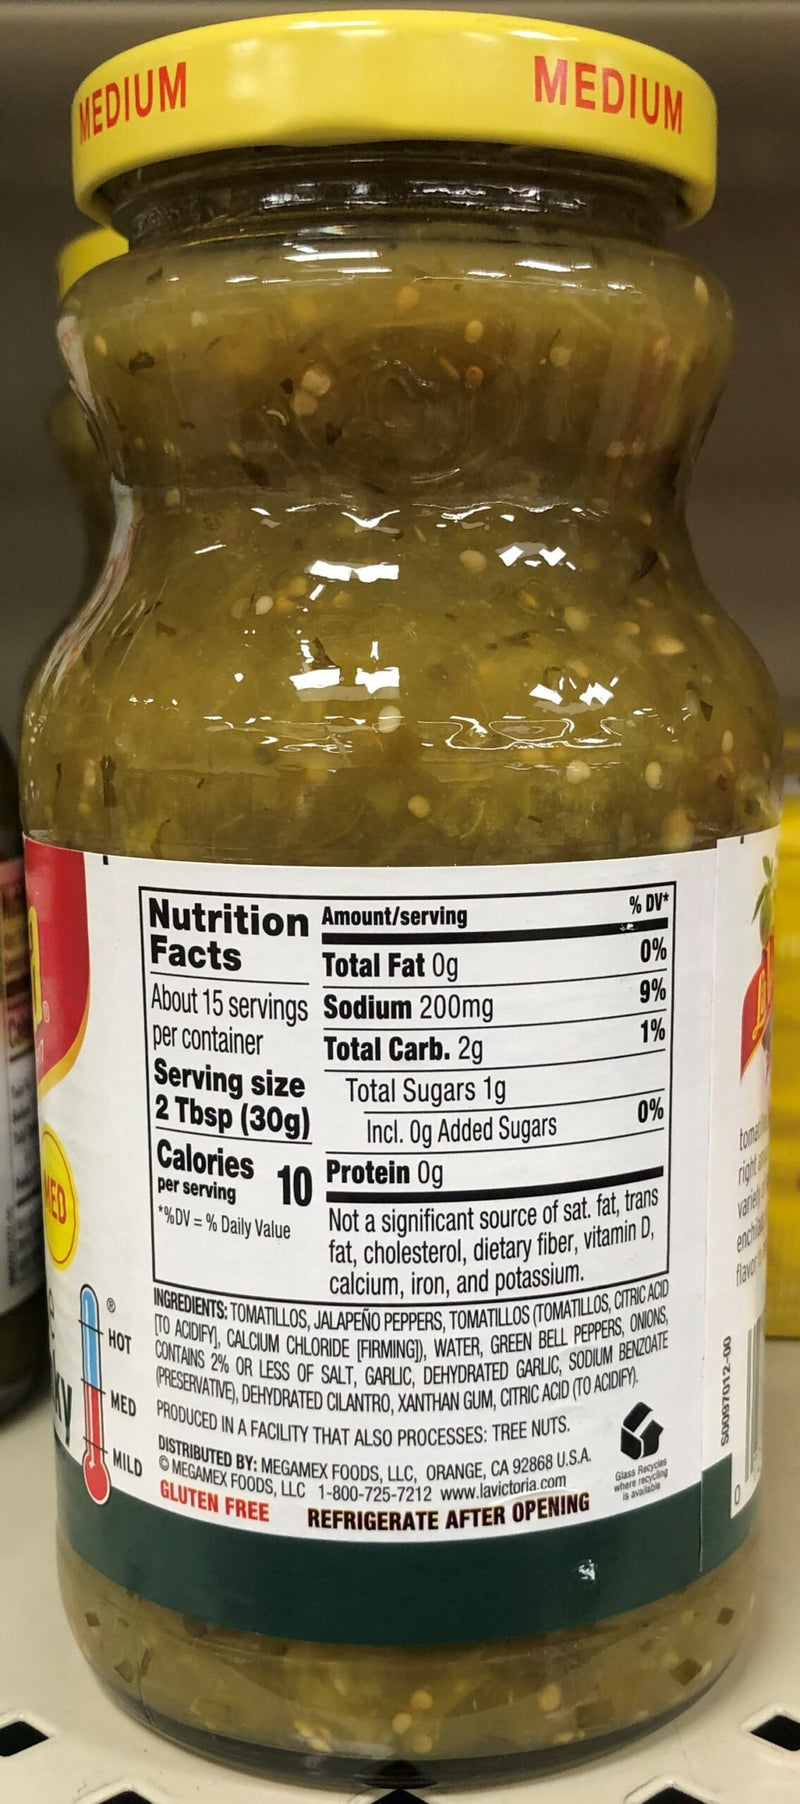 MEDIUM
MEDIUM
Nutrition
Facts
About 15 servings
per container
Serving size
2 Tbsp (30g)
Calories
per serving
10
*%DV = % Daily Value
Amount/serving
% DV*
Total Fat 0g 0%
Sodium 200mg 9%
Total Carb. 2g 1%
Total Sugars 1g
Incl. 0g Added Sugars 0%
Protein 0g
Not a significant source of sat. fat, trans
fat, cholesterol, dietary fiber, vitamin D,
calcium, iron, and potassium.
INGREDIENTS: TOMATILLOS, JALAPEÑO PEPPERS, TOMATILLOS (TOMATILLOS, CITRIC ACID
[TO ACIDIFY], CALCIUM CHLORIDE [FIRMING]), WATER, GREEN BELL PEPPERS, ONIONS,
CONTAINS 2% OR LESS OF SALT, GARLIC, DEHYDRATED GARLIC, SODIUM BENZOATE
(PRESERVATIVE), DEHYDRATED CILANTRO, XANTHAN GUM, CITRIC ACID (TO ACIDIFY).
PRODUCED IN A FACILITY THAT ALSO PROCESSES: TREE NUTS.
DISTRIBUTED BY: MEGAMEX FOODS, LLC, ORANGE, CA 92868 U.S.A.
© MEGAMEX FOODS, LLC 1-800-725-7212 www.lavictoria.com
GLUTEN FREE
REFRIGERATE AFTER OPENING
Glass Recycles
where recycling
is available
MED
®
HOT
MED
MILD
S0097012-00
0